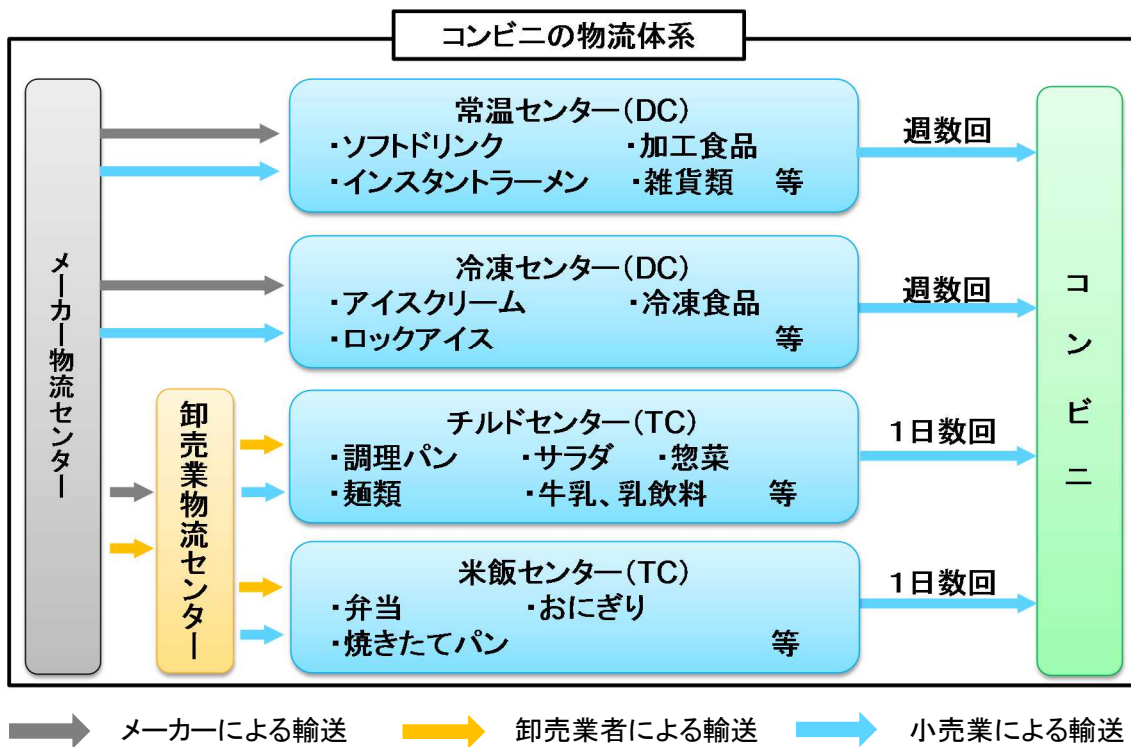 コンビニの物流体系
メーカー物流センター
卸売業物流センター
常温センター(DC)
・ソフトドリンク ・加工食品
・インスタントラーメン ・雑貨類 等
週数回
冷凍センター(DC)
・アイスクリーム ・冷凍食品
・ロックアイス 等
週数回
チルドセンター(TC)
・調理パン ・サラダ ・惣菜
・麺類 ・牛乳、乳飲料 等
1日数回
米飯センター(TC)
・弁当 ・おにぎり
・焼きたてパン 等
1日数回
コンビニ
メーカーによる輸送 卸売業者による輸送 小売業による輸送